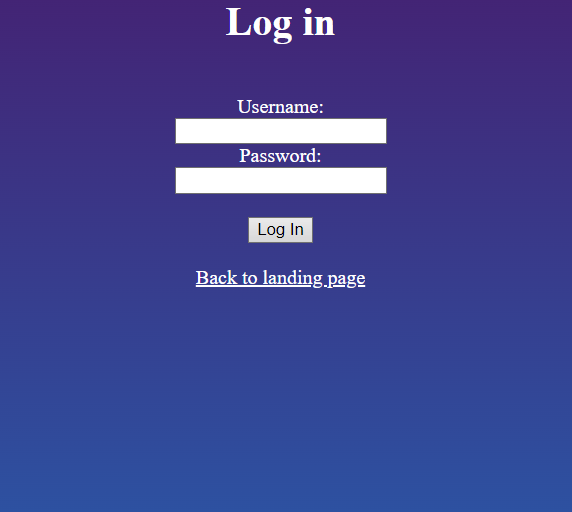 Log in
Username:
Password:
Log In
Back to landing page